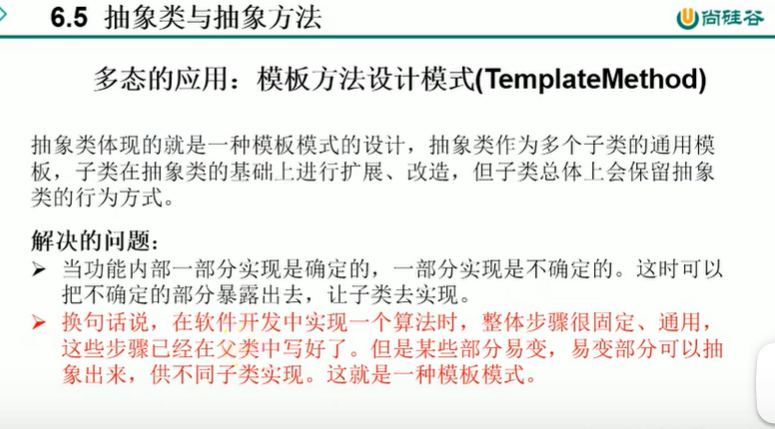 6.5 抽象类与抽象方法
尚硅谷
多态的应用：模板方法设计模式(TemplateMethod)
抽象类体现的就是一种模板模式的设计，抽象类作为多个子类的通用模
板，子类在抽象类的基础上进行扩展、改造，但子类总体上会保留抽象
类的行为方式。
解决的问题：
➢ 当功能内部一部分实现是确定的，一部分实现是不确定的。这时可以
把不确定的部分暴露出去，让子类去实现。
➢ 换句话说，在软件开发中实现一个算法时，整体步骤很固定、通用，
这些步骤已经在父类中写好了。但是某些部分易变，易变部分可以抽
象出来，供不同子类实现。这就是一种模板模式。